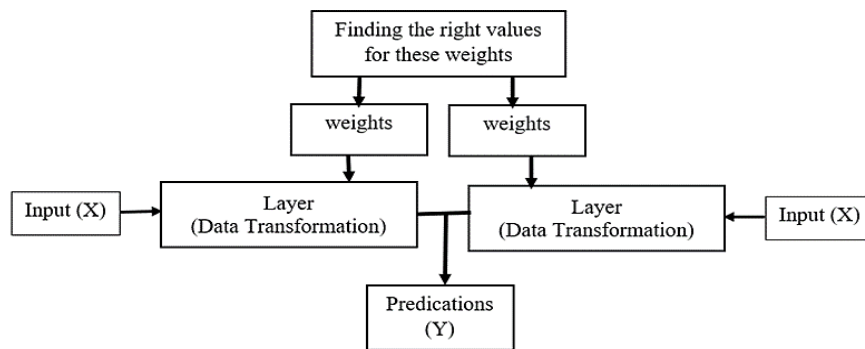 Finding the right values
for these weights
weights
weights
Input (X)
Layer
(Data Transformation)
Layer
(Data Transformation)
Input (X)
Predications
(Y)